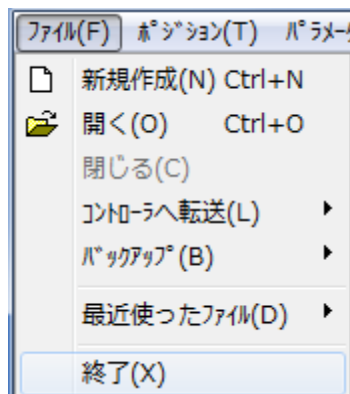 ファイル(F) ポジション(T) パラメー
新規作成(N) Ctrl+N
開く(O) Ctrl+O
閉じる(C)
コントローラへ転送(L)
バックアップ(B)
最近使ったファイル(D)
終了(X)